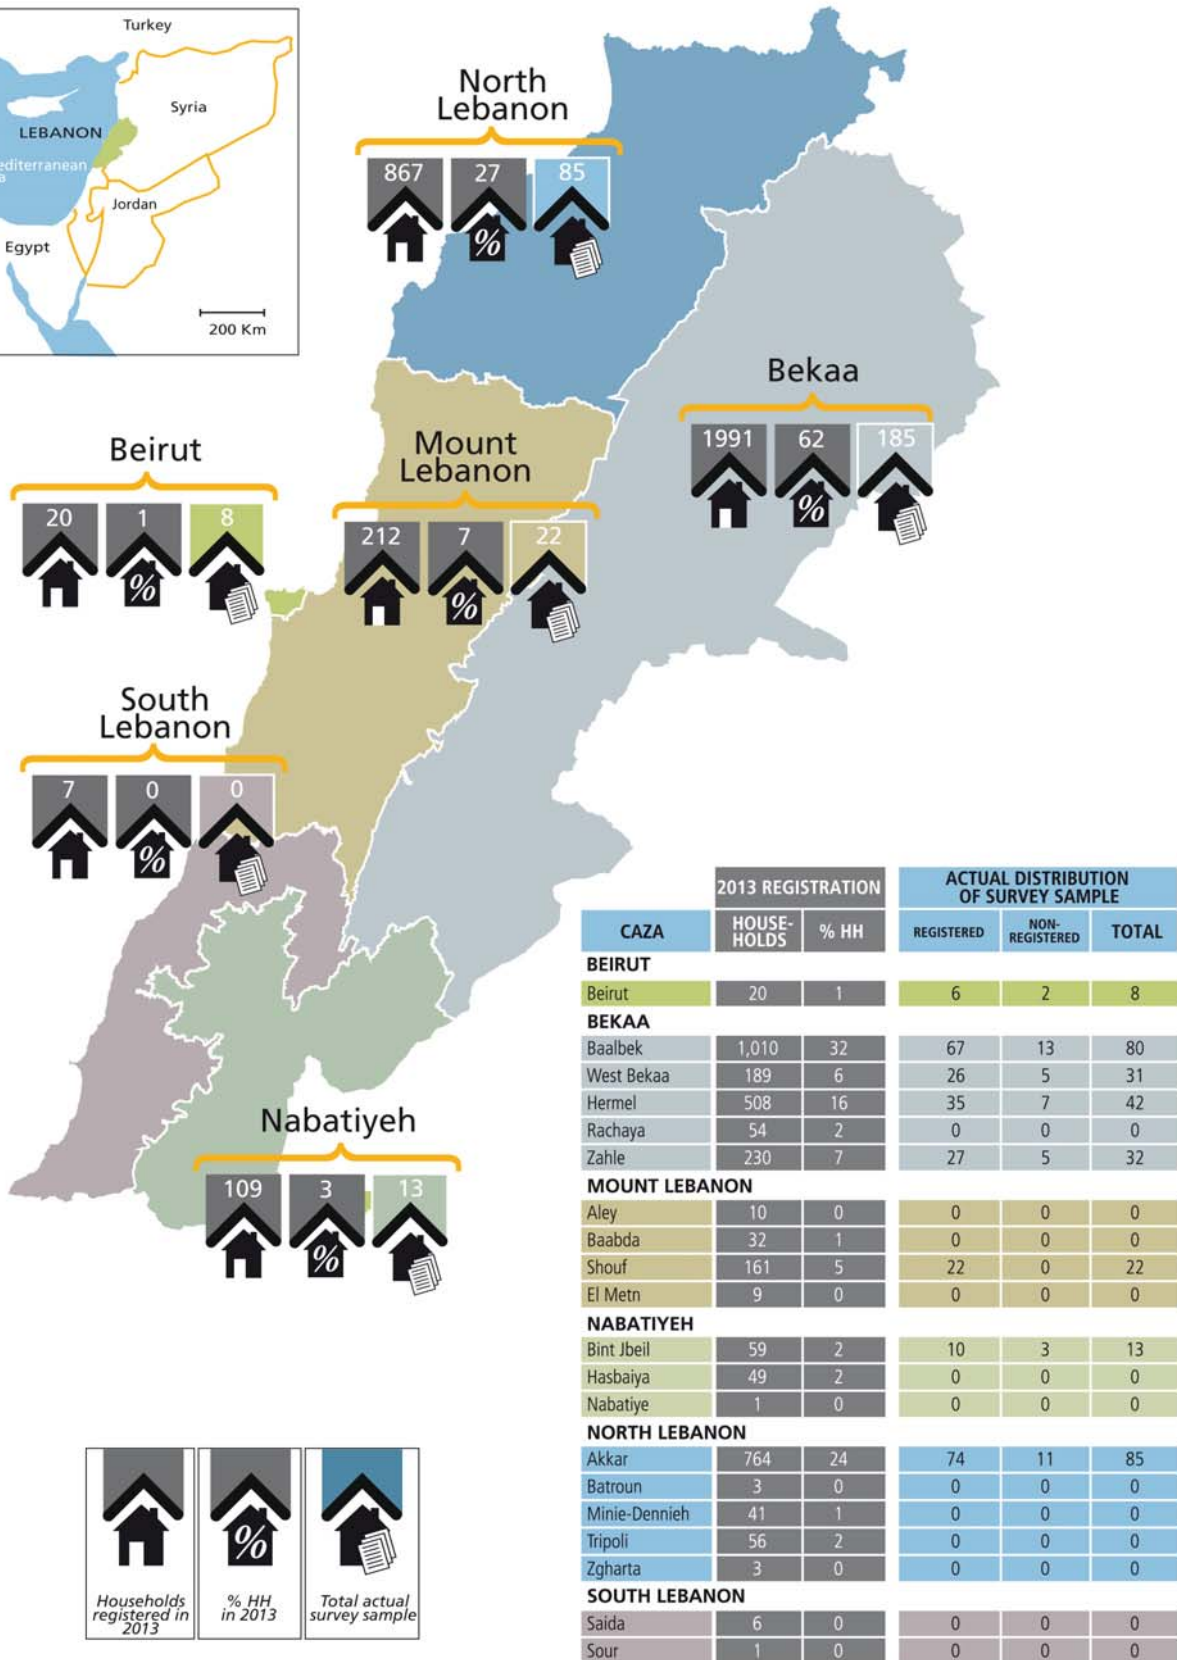 Turkey
Syria
LEBANON
editerranean
a
Jordan
Egypt
200 Km
North
Lebanon
867 27 85
%
Bekaa
1991 62 185
%
Beirut
20 1 8
%
Mount
Lebanon
212 7 22
%
South
Lebanon
7 0 0
%
Nabatiyeh
109 3 13
%
%
Households
registered in
2013
% HH
in 2013
Total actual
survey sample
2013 REGISTRATION ACTUAL DISTRIBUTION
OF SURVEY SAMPLE
CAZA HOUSE-
HOLDS % HH REGISTERED NON-
REGISTERED TOTAL
BEIRUT
Beirut 20 1 6 2 8
BEKAA
Baalbek 1,010 32 67 13 80
West Bekaa 189 6 26 5 31
Hermel 508 16 35 7 42
Rachaya 54 2 0 0 0
Zahle 230 7 27 5 32
MOUNT LEBANON
Aley 10 0 0 0 0
Baabda 32 1 0 0 0
Shouf 161 5 22 0 22
El Metn 9 0 0 0 0
NABATIYEH
Bint Jbeil 59 2 10 3 13
Hasbaiya 49 2 0 0 0
Nabatiye 1 0 0 0 0
NORTH LEBANON
Akkar 764 24 74 11 85
Batroun 3 0 0 0 0
Minie-Dennieh 41 1 0 0 0
Tripoli 56 2 0 0 0
Zgharta 3 0 0 0 0
SOUTH LEBANON
Saida 6 0 0 0 0
Sour 1 0 0 0 0